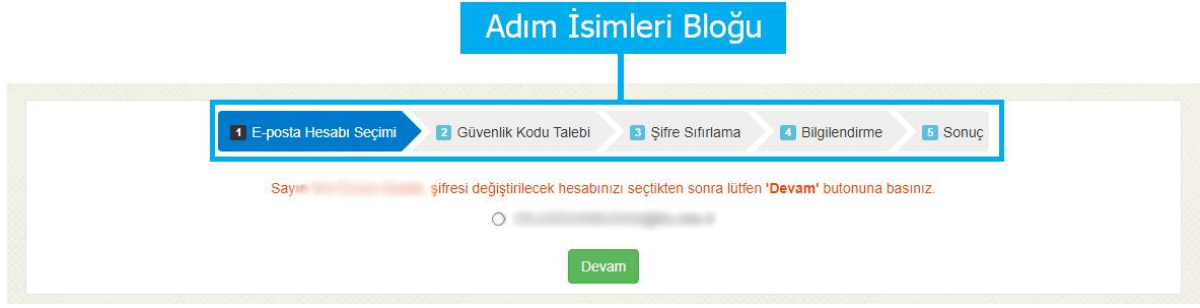 Adım İsimleri Bloğu
1 E-posta Hesabı Seçimi 2 Güvenlik Kodu Talebi 3 Şifre Sıfırlama 4 Bilgilendirme 5 Sonuç
Sayın şifresi değiştirilecek hesabınızı seçtikten sonra lütfen 'Devam' butonuna basınız.
Devam